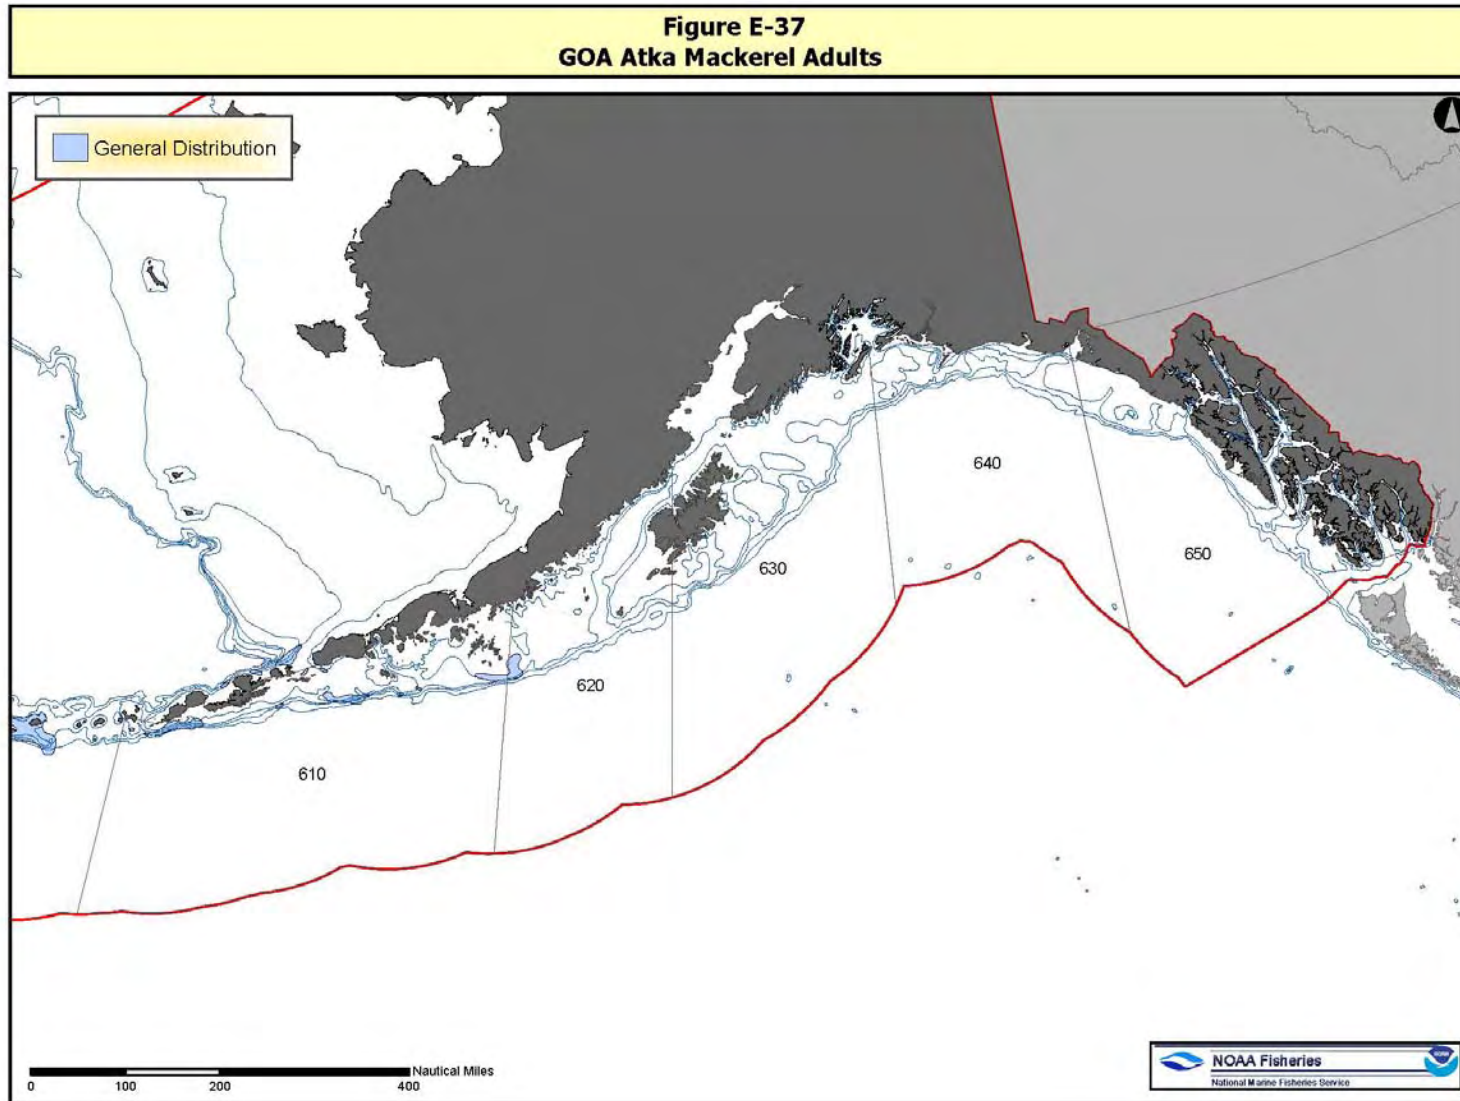 Figure E-37
GOA Atka Mackerel Adults
General Distribution
640
650
630
620
610
Nautical Miles
0 100 200 400
NOAA Fisheries
National Marine Fisheries Service